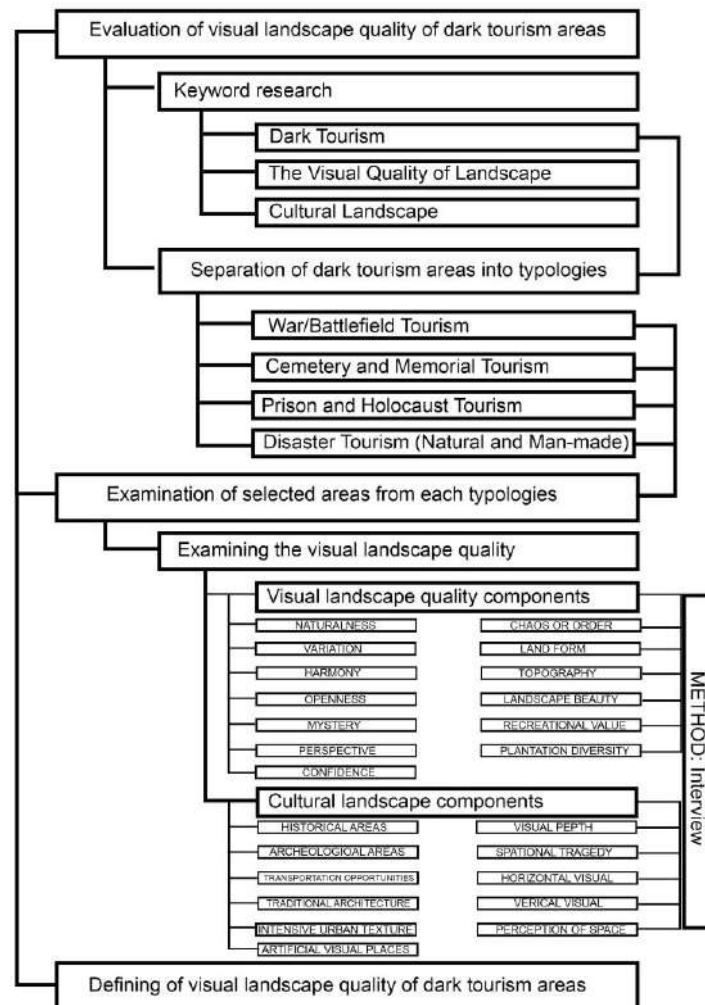 Evaluation of visual landscape quality of dark tourism areas
Keyword research
Dark Tourism
The Visual Quality of Landscape
Cultural Landscape
Separation of dark tourism areas into typologies
War/Battlefield Tourism
Cemetery and Memorial Tourism
Prison and Holocaust Tourism
Disaster Tourism (Natural and Man-made)
Examination of selected areas from each typologies
Examining the visual landscape quality
Visual landscape quality components
NATURALNESS
CHAOS OR ORDER
VARIATION
LAND FORM
HARMONY
TOPOGRAPHY
OPENNESS
LANDSCAPE BEAUTY
MYSTERY
RECREATIONAL VALUE
PERSPECTIVE
PLANTATION DIVERSITY
CONFIDENCE
METHOD: Interview
Cultural landscape components
HISTORICAL AREAS
VISUAL PEPTH
ARCHEOLOGIOAL AREAS
SPATIONAL TRAGEDY
TRANSPORTATION OPPORTUNITIES
HORIZONTAL VISUAL
TRADITIONAL ARCHITECTURE
VERICAL VISUAL
INTENSIVE URBAN TEXTURE
PERCEPTION OF SPACE
ARTIFICIAL VISUAL PLACES
Defining of visual landscape quality of dark tourism areas